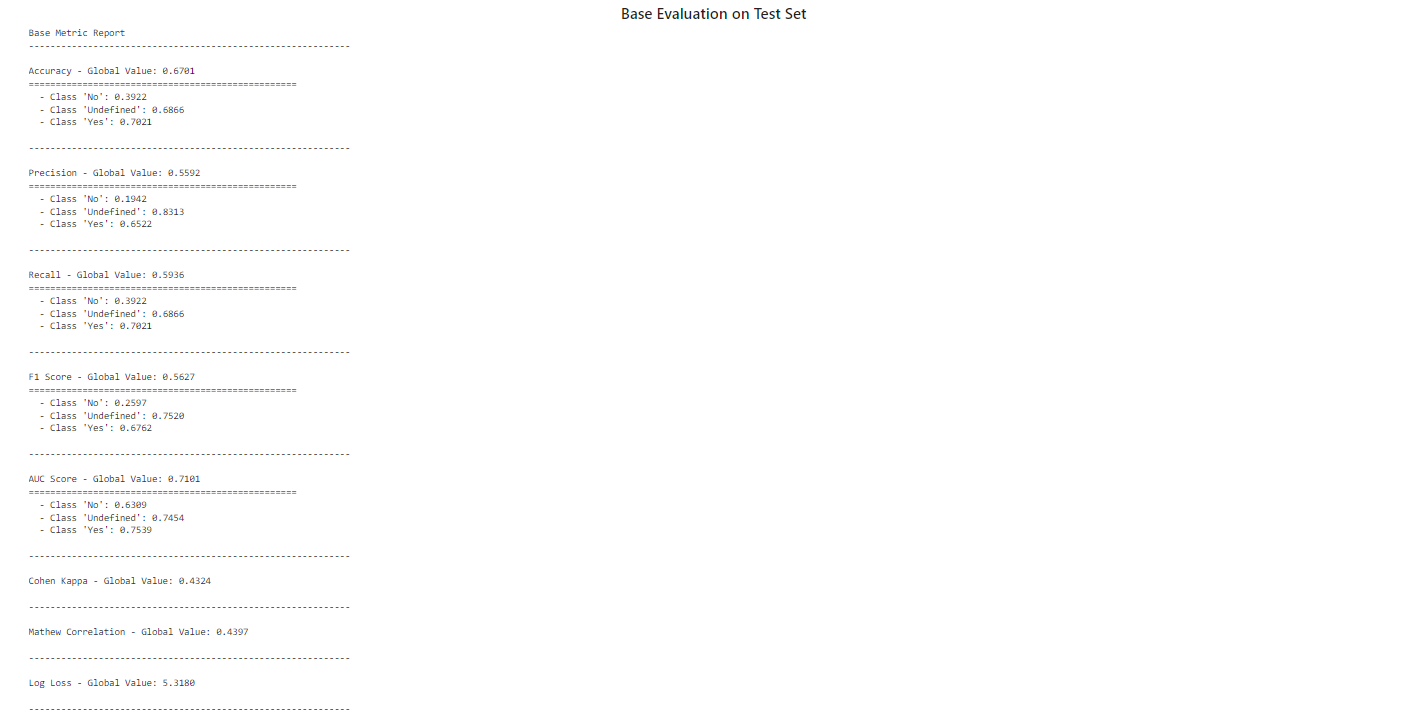 Base Evaluation on Test Set
Base Metric Report
------------------------------------------------------------
Accuracy - Global Value: 0.6701
==================================================
- Class 'No': 0.3922
- Class 'Undefined': 0.6866
- Class 'Yes': 0.7021
------------------------------------------------------------
Precision - Global Value: 0.5592
==================================================
- Class 'No': 0.1942
- Class 'Undefined': 0.8313
- Class 'Yes': 0.6522
------------------------------------------------------------
Recall - Global Value: 0.5936
==================================================
- Class 'No': 0.3922
- Class 'Undefined': 0.6866
- Class 'Yes': 0.7021
------------------------------------------------------------
F1 Score - Global Value: 0.5627
==================================================
- Class 'No': 0.2597
- Class 'Undefined': 0.7520
- Class 'Yes': 0.6762
------------------------------------------------------------
AUC Score - Global Value: 0.7101
==================================================
- Class 'No': 0.6309
- Class 'Undefined': 0.7454
- Class 'Yes': 0.7539
------------------------------------------------------------
Cohen Kappa - Global Value: 0.4324
------------------------------------------------------------
Mathew Correlation - Global Value: 0.4397
------------------------------------------------------------
Log Loss - Global Value: 5.3180
------------------------------------------------------------